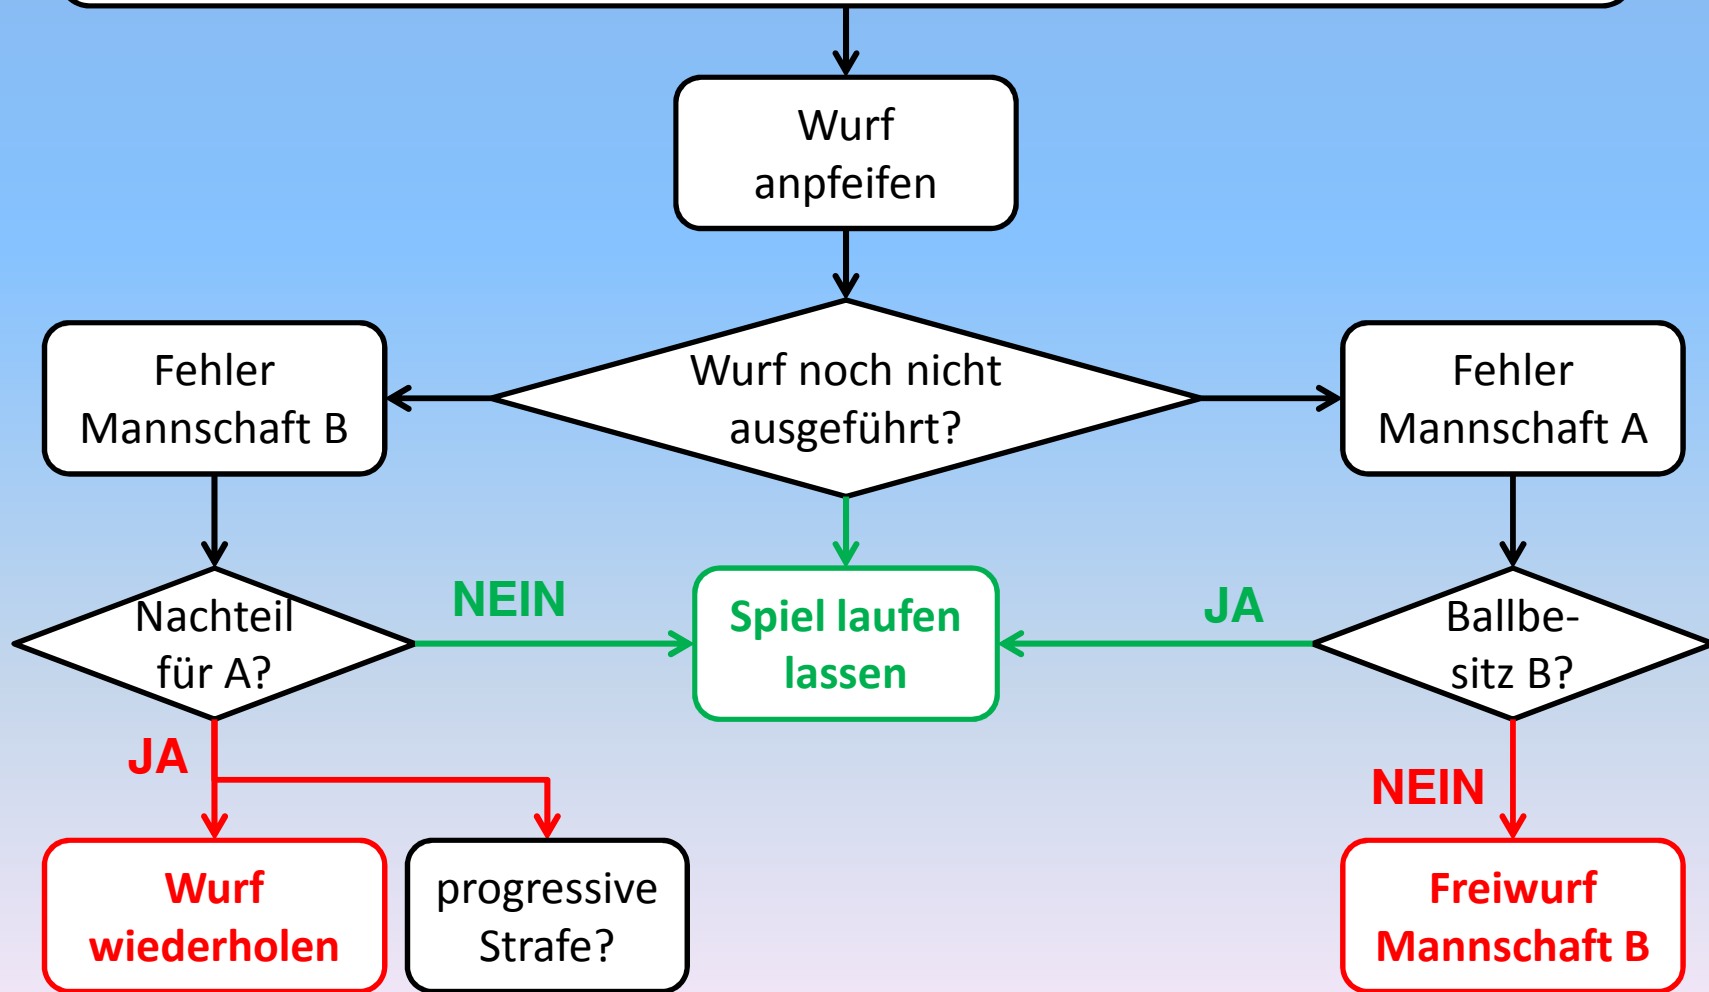 Wurf
anpfeifen
Fehler
Mannschaft B
Wurf noch nicht
ausgeführt?
Fehler
Mannschaft A
Nachteil
für A?
NEIN
Spiel laufen
lassen
JA
Ballbe-
sitz B?
JA
NEIN
Wurf
wiederholen
progressive
Strafe?
Freiwurf
Mannschaft B